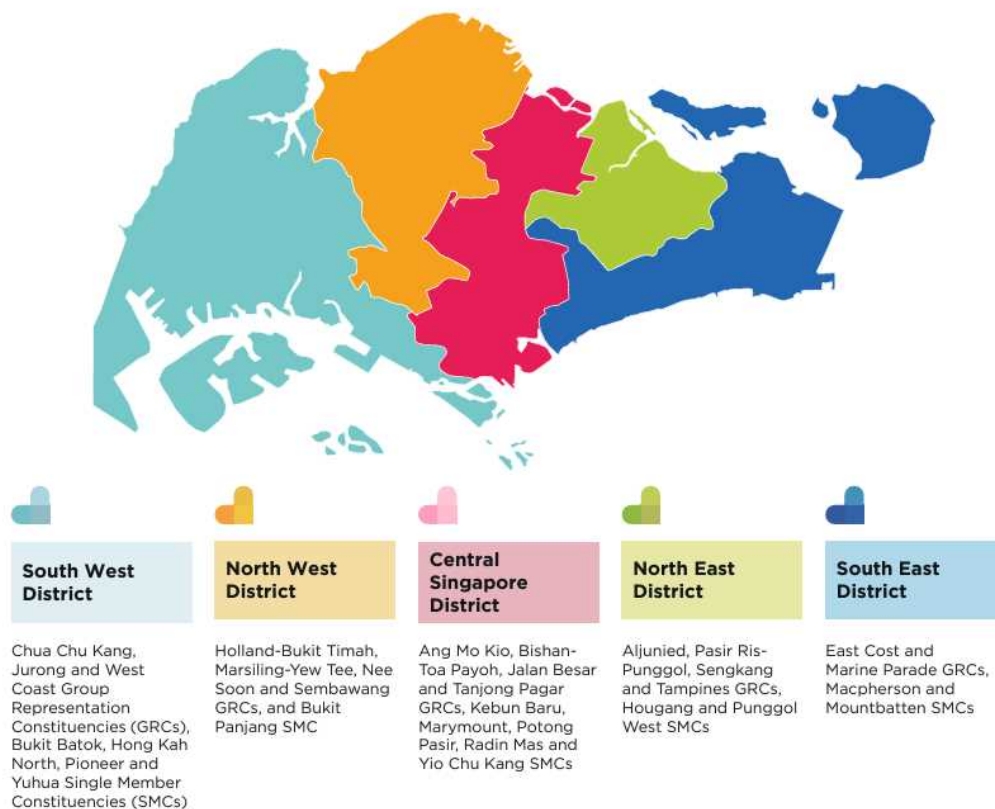 South West
District
Chua Chu Kang,
Jurong and West
Coast Group
Representation
Constituencies (GRCs),
Bukit Batok, Hong Kah
North, Pioneer and
Yuhua Single Member
Constituencies (SMCs)
North West
District
Holland-Bukit Timah,
Marsiling-Yew Tee, Nee
Soon and Sembawang
GRCs, and Bukit
Panjang SMC
Central
Singapore
District
Ang Mo Kio, Bishan-
Toa Payoh, Jalan Besar
and Tanjong Pagar
GRCs, Kebun Baru,
Marymount, Potong
Pasir, Radin Mas and
Yio Chu Kang SMCs
North East
District
Aljunied, Pasir Ris-
Punggol, Sengkang
and Tampines GRCs,
Hougang and Punggol
West SMCs
South East
District
East Cost and
Marine Parade GRCs,
Macpherson and
Mountbatten SMCs